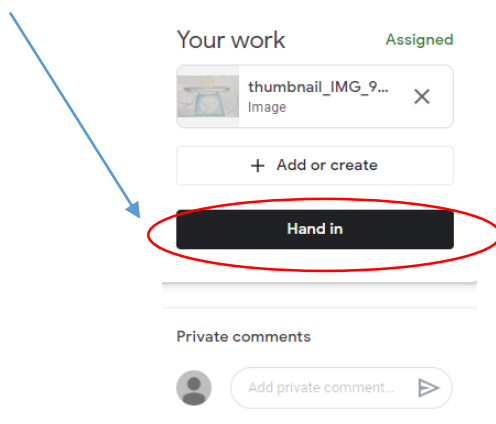 Your work Assigned
thumbnail_IMG_9...
Image
+ Add or create
Hand in
Private comments
Add private comment...